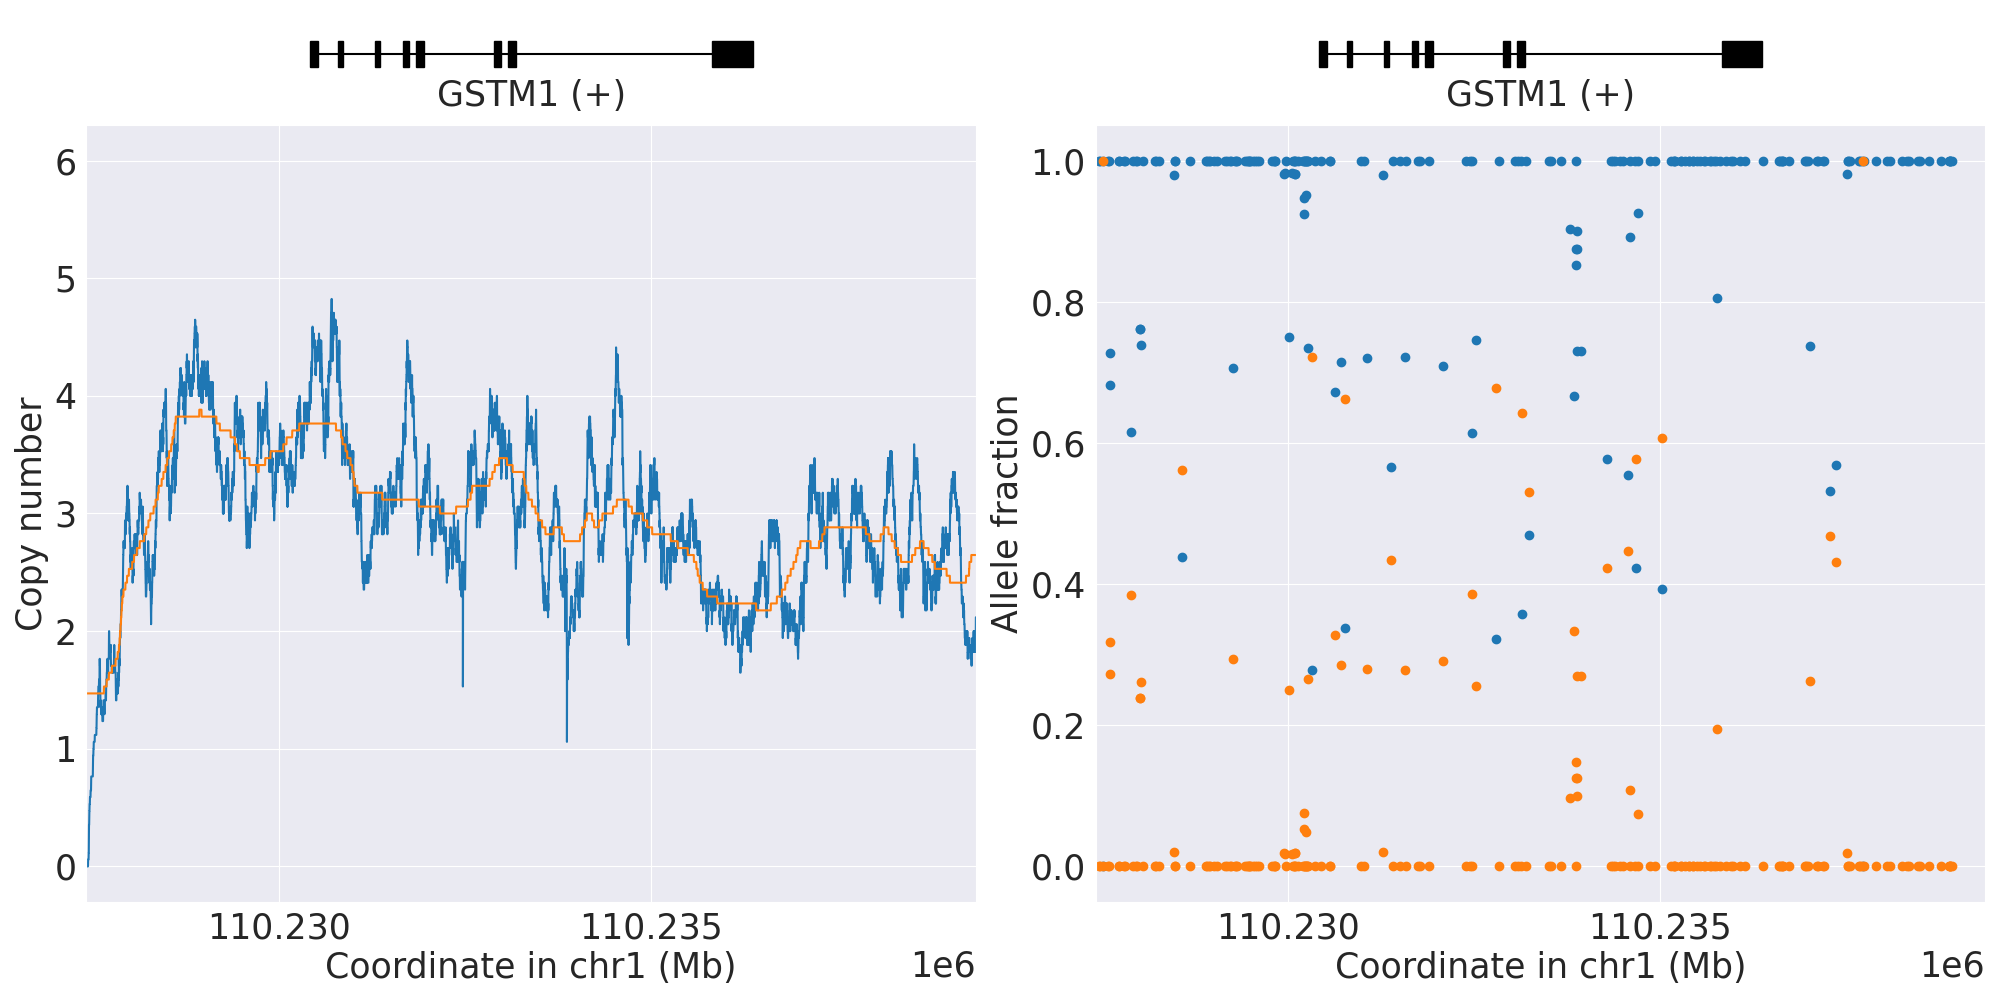 GSTM1 (+)
6
5
4
3
2
1
0
Copy number
110.230
110.235
Coordinate in chr1 (Mb)
1e6
GSTM1 (+)
1.0
0.8
0.6
0.4
0.2
0.0
Allele fraction
110.230
110.235
Coordinate in chr1 (Mb)
1e6